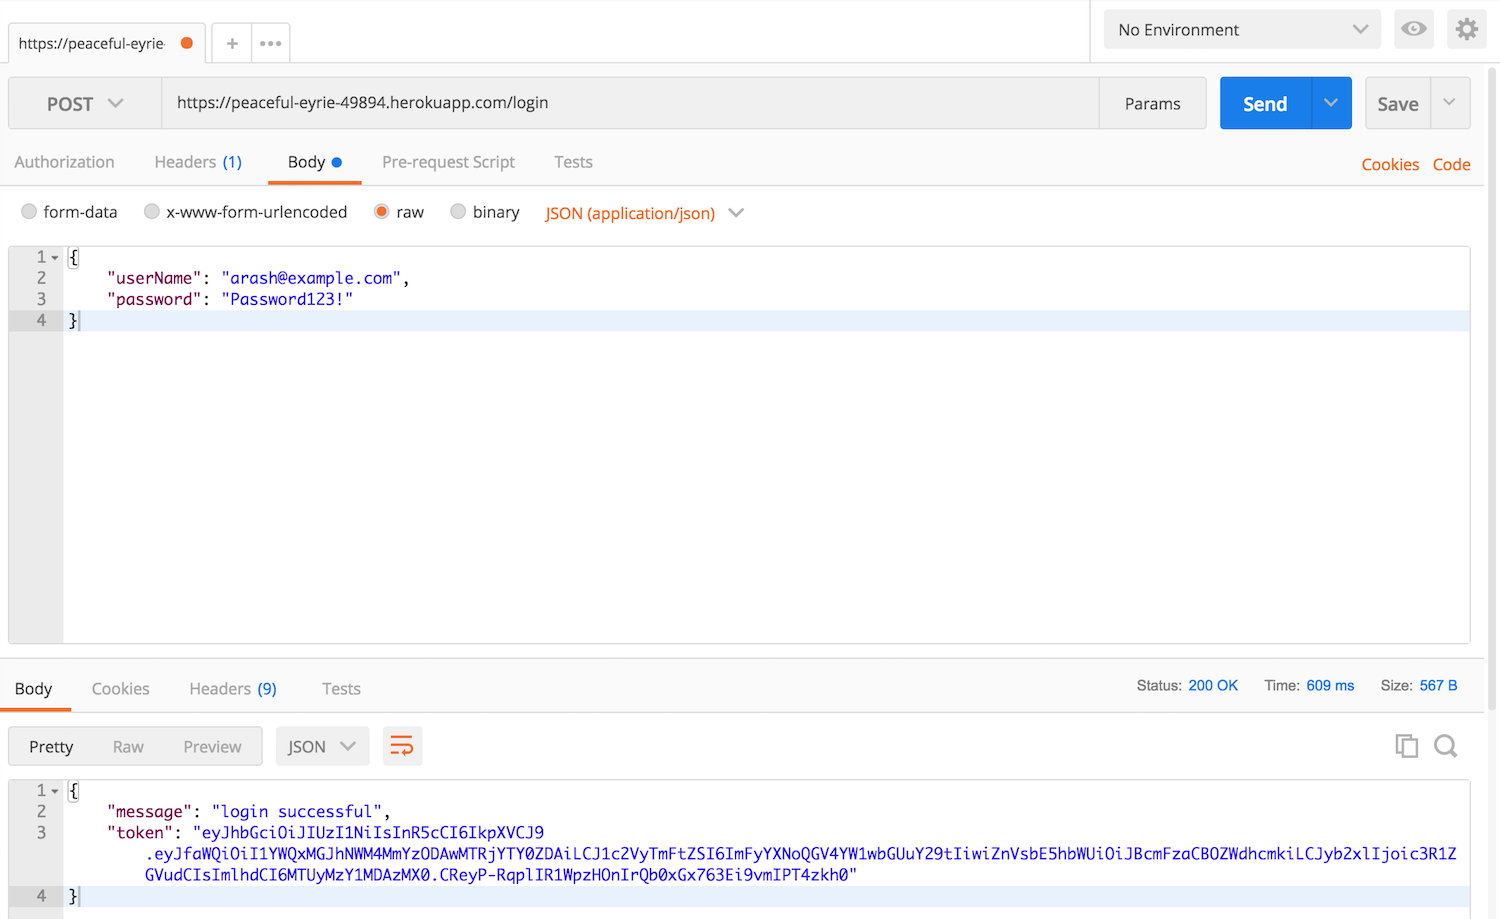 https://peaceful-eyrie-
No Environment
POST https://peaceful-eyrie-49894.herokuapp.com/login Params Send Save
Authorization Headers (1) Body Pre-request Script Tests Cookies Code
form-data x-www-form-urlencoded raw binary JSON (application/json)
1 {
2 "userName": "arash@example.com",
3 "password": "Password123!"
4 }
Body Cookies Headers (9) Tests Status: 200 OK Time: 609 ms Size: 567 B
Pretty Raw Preview JSON
1 {
2 "message": "login successful",
3 "token": "eyJhbGciOiJIUzI1NiIsInR5cCI6IkpXVCJ9
.eyJfaWQiOiI1YWQxMGJhNWM4MmYzODAwMTRjYTY0ZDAiLCJ1c2VyTmFtZSI6ImFyYXNoQGV4YW1wbGUuY29tIiwiZnVsbE5hbWUiOiJBcmFzaCBOZWdhcmkiLCJyb2xlIjoic3R1Z
GVudCIsImlhdCI6MTUyMzY1MDAzMX0.CReyP-RqplIR1WpzHOnIrQb0xGx763Ei9vmIPT4zkh0"
4 }